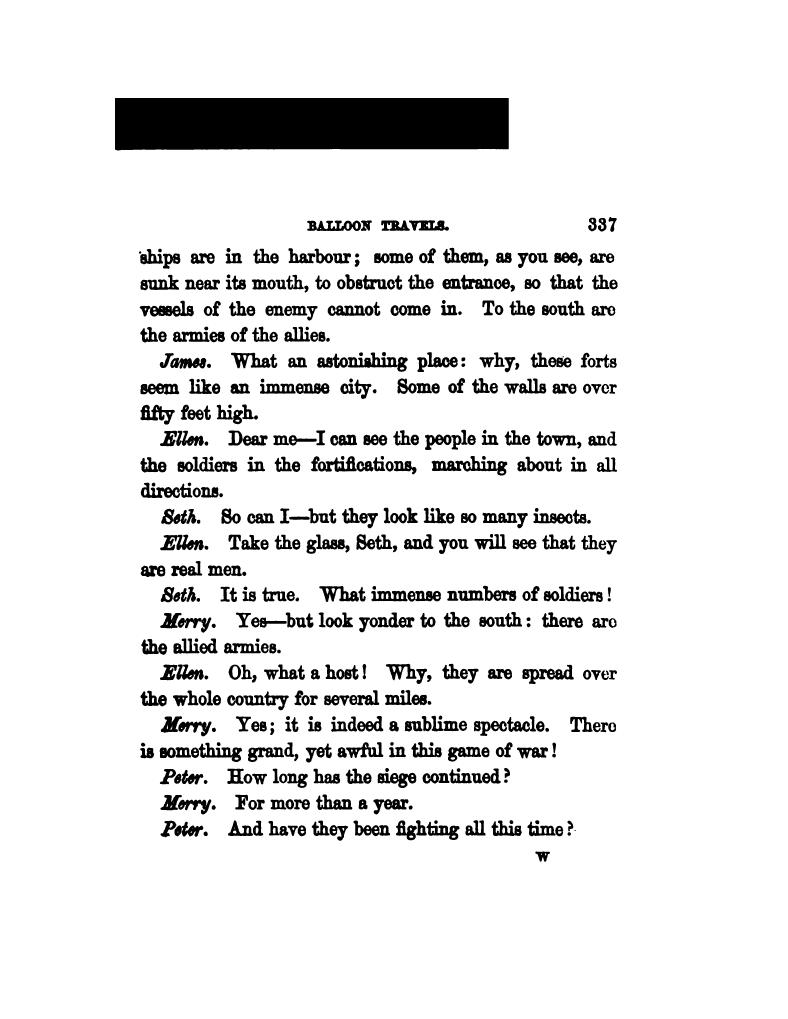 BALLOON TRAVELS. 337
ships are in the harbour; some of them, as you see, are
sunk near its mouth, to obstruct the entrance, so that the
vessels of the enemy cannot come in. To the south are
the armies of the allies.
James. What an astonishing place: why, these forts
seem like an immense city. Some of the walls are over
fifty feet high.
Ellen. Dear me—I can see the people in the town, and
the soldiers in the fortifications, marching about in all
directions.
Seth. So can I—but they look like so many insects.
Ellen. Take the glass, Seth, and you will see that they
are real men.
Seth. It is true. What immense numbers of soldiers!
Merry. Yes—but look yonder to the south: there are
the allied armies.
Ellen. Oh, what a host! Why, they are spread over
the whole country for several miles.
Merry. Yes; it is indeed a sublime spectacle. There
is something grand, yet awful in this game of war!
Peter. How long has the siege continued?
Merry. For more than a year.
Peter. And have they been fighting all this time?
W